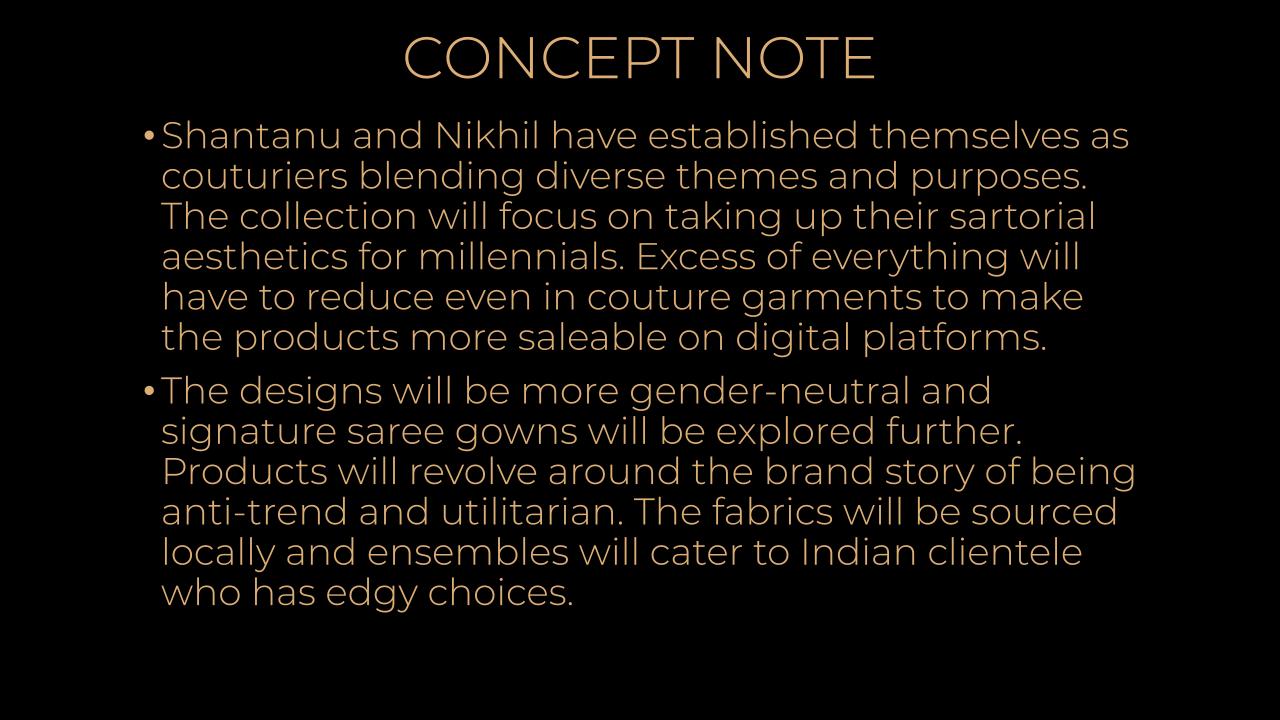 CONCEPT NOTE
•Shantanu and Nikhil have established themselves as
couturiers blending diverse themes and purposes.
The collection will focus on taking up their sartorial
aesthetics for millennials. Excess of everything will
have to reduce even in couture garments to make
the products more saleable on digital platforms.
•The designs will be more gender-neutral and
signature saree gowns will be explored further.
Products will revolve around the brand story of being
anti-trend and utilitarian. The fabrics will be sourced
locally and ensembles will cater to Indian clientele
who has edgy choices.